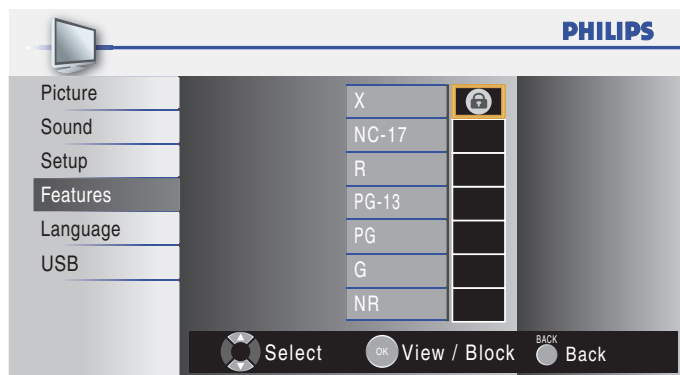 PHILIPS
Picture
Sound
Setup
Features
Language
USB
X
NC-17
R
PG-13
PG
G
NR
Select
OK
View / Block
BACK
Back